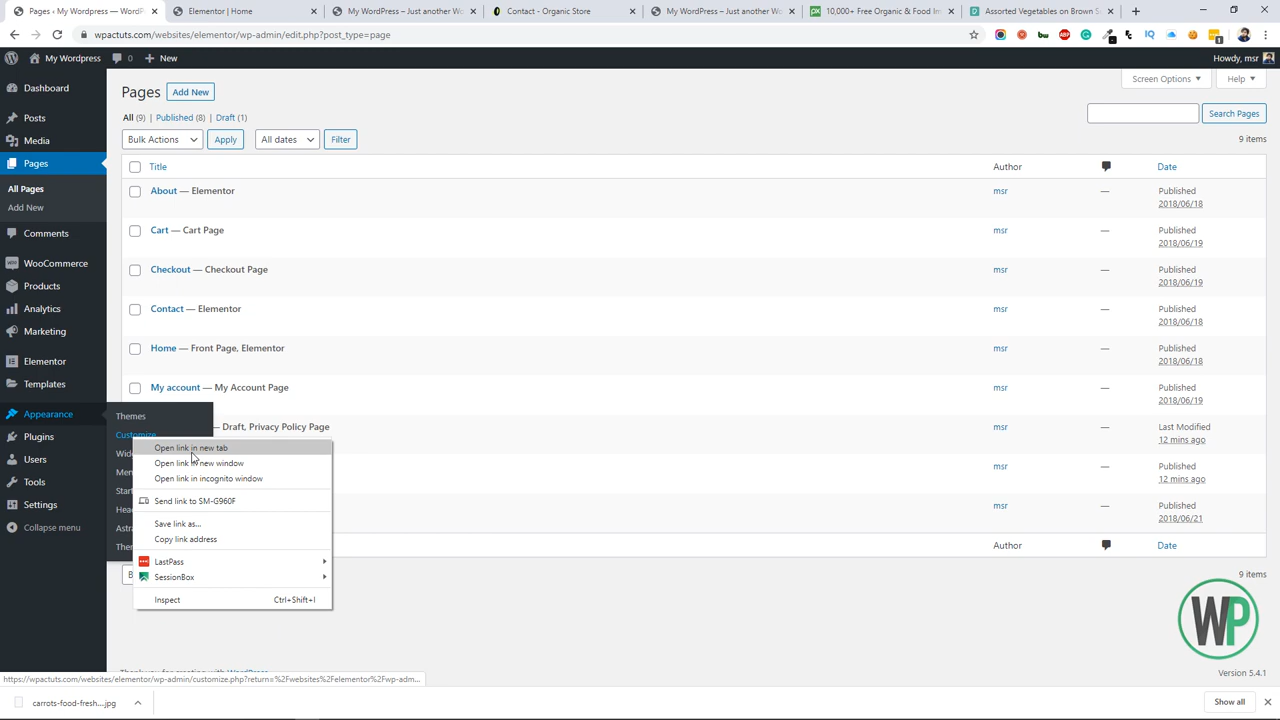 Pages ‹ My Wordpress — WordPre
Elementor | Home
My WordPress – Just another Wo
Contact - Organic Store
My WordPress – Just another Wo
10,000+ Free Organic & Food Im
Assorted Vegetables on Brown S
wpactuts.com/websites/elementor/wp-admin/edit.php?post_type=page
My Wordpress
0
New
Howdy, msr
Dashboard
Posts
Media
Pages
All Pages
Add New
Comments
WooCommerce
Products
Analytics
Marketing
Elementor
Templates
Appearance
Plugins
Users
Tools
Settings
Collapse menu
Themes
Customize
Pages
Add New
Screen Options
Help
All (9) | Published (8) | Draft (1)
Search Pages
Bulk Actions
Apply
All dates
Filter
9 items
Title
Author
Date
About — Elementor
msr
—
Published
2018/06/18
Cart — Cart Page
msr
—
Published
2018/06/19
Checkout — Checkout Page
msr
—
Published
2018/06/19
Contact — Elementor
msr
—
Published
2018/06/18
Home — Front Page, Elementor
msr
—
Published
2018/06/18
My account — My Account Page
msr
—
Published
2018/06/19
— Draft, Privacy Policy Page
msr
—
Last Modified
12 mins ago
msr
—
Published
12 mins ago
msr
—
Published
2018/06/21
Open link in new tab
Open link in new window
Open link in incognito window
Send link to SM-G960F
Save link as...
Copy link address
LastPass
SessionBox
Inspect Ctrl+Shift+I
Author
Date
9 items
WP
Version 5.4.1
https://wpactuts.com/websites/elementor/wp-admin/customize.php?return=%2Fwebsites%2Felementor%2Fwp-adm...
carrots-food-fresh....jpg
Show all